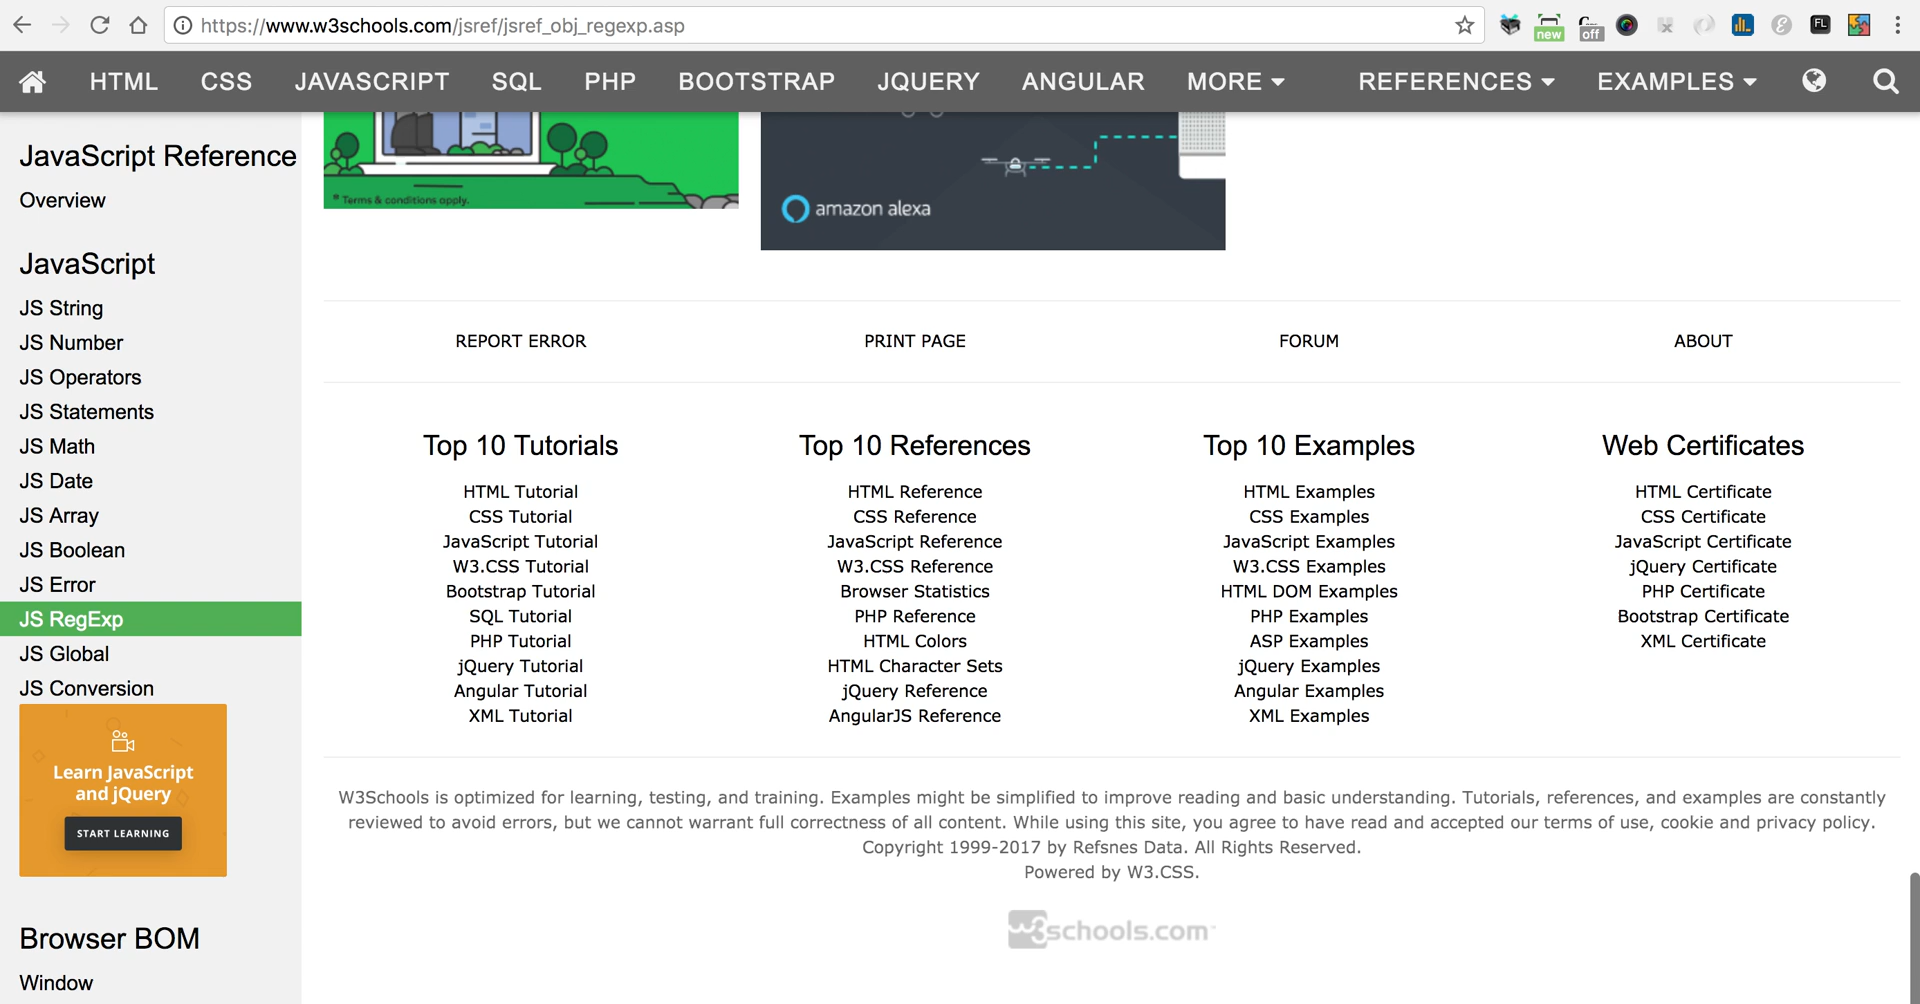 https://www.w3schools.com/jsref/jsref_obj_regexp.asp
new
off
FL
HTML CSS JAVASCRIPT SQL PHP BOOTSTRAP JQUERY ANGULAR MORE REFERENCES EXAMPLES
JavaScript Reference
Overview
JavaScript
JS String
JS Number
JS Operators
JS Statements
JS Math
JS Date
JS Array
JS Boolean
JS Error
JS RegExp
JS Global
JS Conversion
Learn JavaScript
and jQuery
START LEARNING
Browser BOM
Window
* Terms & conditions apply.
amazon alexa
REPORT ERROR
PRINT PAGE
FORUM
ABOUT
Top 10 Tutorials
HTML Tutorial
CSS Tutorial
JavaScript Tutorial
W3.CSS Tutorial
Bootstrap Tutorial
SQL Tutorial
PHP Tutorial
jQuery Tutorial
Angular Tutorial
XML Tutorial
Top 10 References
HTML Reference
CSS Reference
JavaScript Reference
W3.CSS Reference
Browser Statistics
PHP Reference
HTML Colors
HTML Character Sets
jQuery Reference
AngularJS Reference
Top 10 Examples
HTML Examples
CSS Examples
JavaScript Examples
W3.CSS Examples
HTML DOM Examples
PHP Examples
ASP Examples
jQuery Examples
Angular Examples
XML Examples
Web Certificates
HTML Certificate
CSS Certificate
JavaScript Certificate
jQuery Certificate
PHP Certificate
Bootstrap Certificate
XML Certificate
W3Schools is optimized for learning, testing, and training. Examples might be simplified to improve reading and basic understanding. Tutorials, references, and examples are constantly
reviewed to avoid errors, but we cannot warrant full correctness of all content. While using this site, you agree to have read and accepted our terms of use, cookie and privacy policy.
Copyright 1999-2017 by Refsnes Data. All Rights Reserved.
Powered by W3.CSS.
w3schools.com